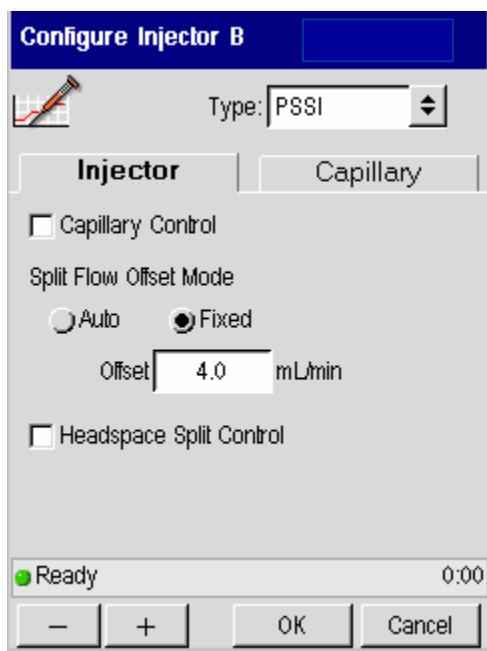 Configure Injector B
Type: PSSI
Injector Capillary
Capillary Control
Split Flow Offset Mode
Auto Fixed
Offset 4.0 mL/min
Headspace Split Control
Ready 0:00
− + OK Cancel